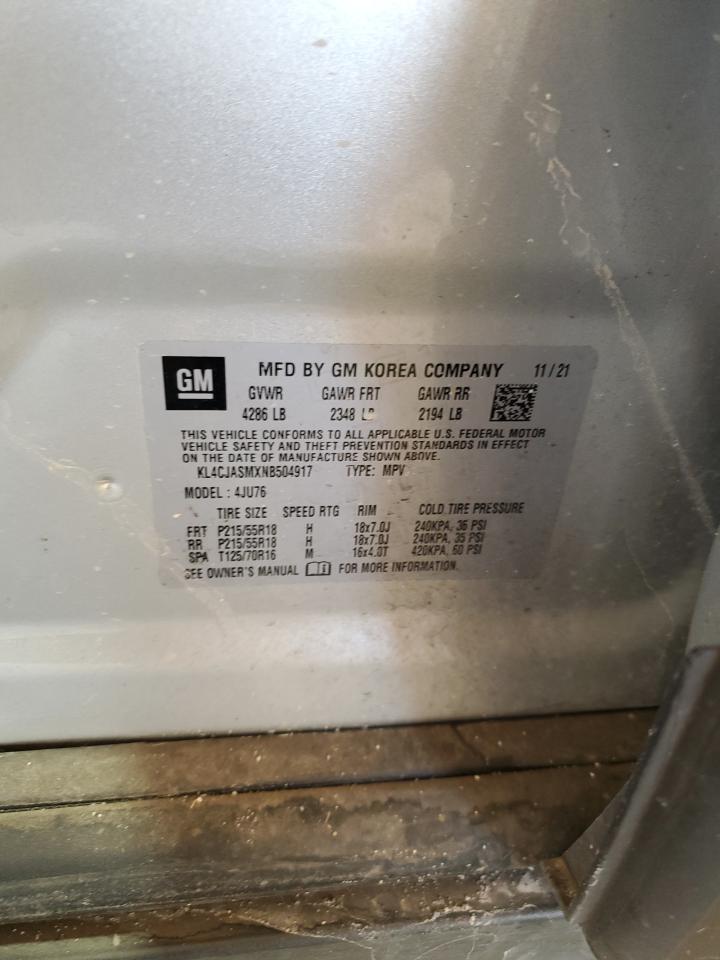 GM
MFD BY GM KOREA COMPANY 11/21
GVWR GAWR FRT GAWR RR
4286 LB 2348 LB 2194 LB
THIS VEHICLE CONFORMS TO ALL APPLICABLE U.S. FEDERAL MOTOR
VEHICLE SAFETY AND THEFT PREVENTION STANDARDS IN EFFECT
ON THE DATE OF MANUFACTURE SHOWN ABOVE.
KL4CJASMXNB504917 TYPE: MPV
MODEL : 4JU76
TIRE SIZE SPEED RTG RIM COLD TIRE PRESSURE
FRT P215/55R18 H 18x7.0J 240KPA, 35 PSI
RR P215/55R18 H 18x7.0J 240KPA, 35 PSI
SPA T125/70R16 M 16x4.0T 420KPA, 60 PSI
SEE OWNER'S MANUAL FOR MORE INFORMATION.